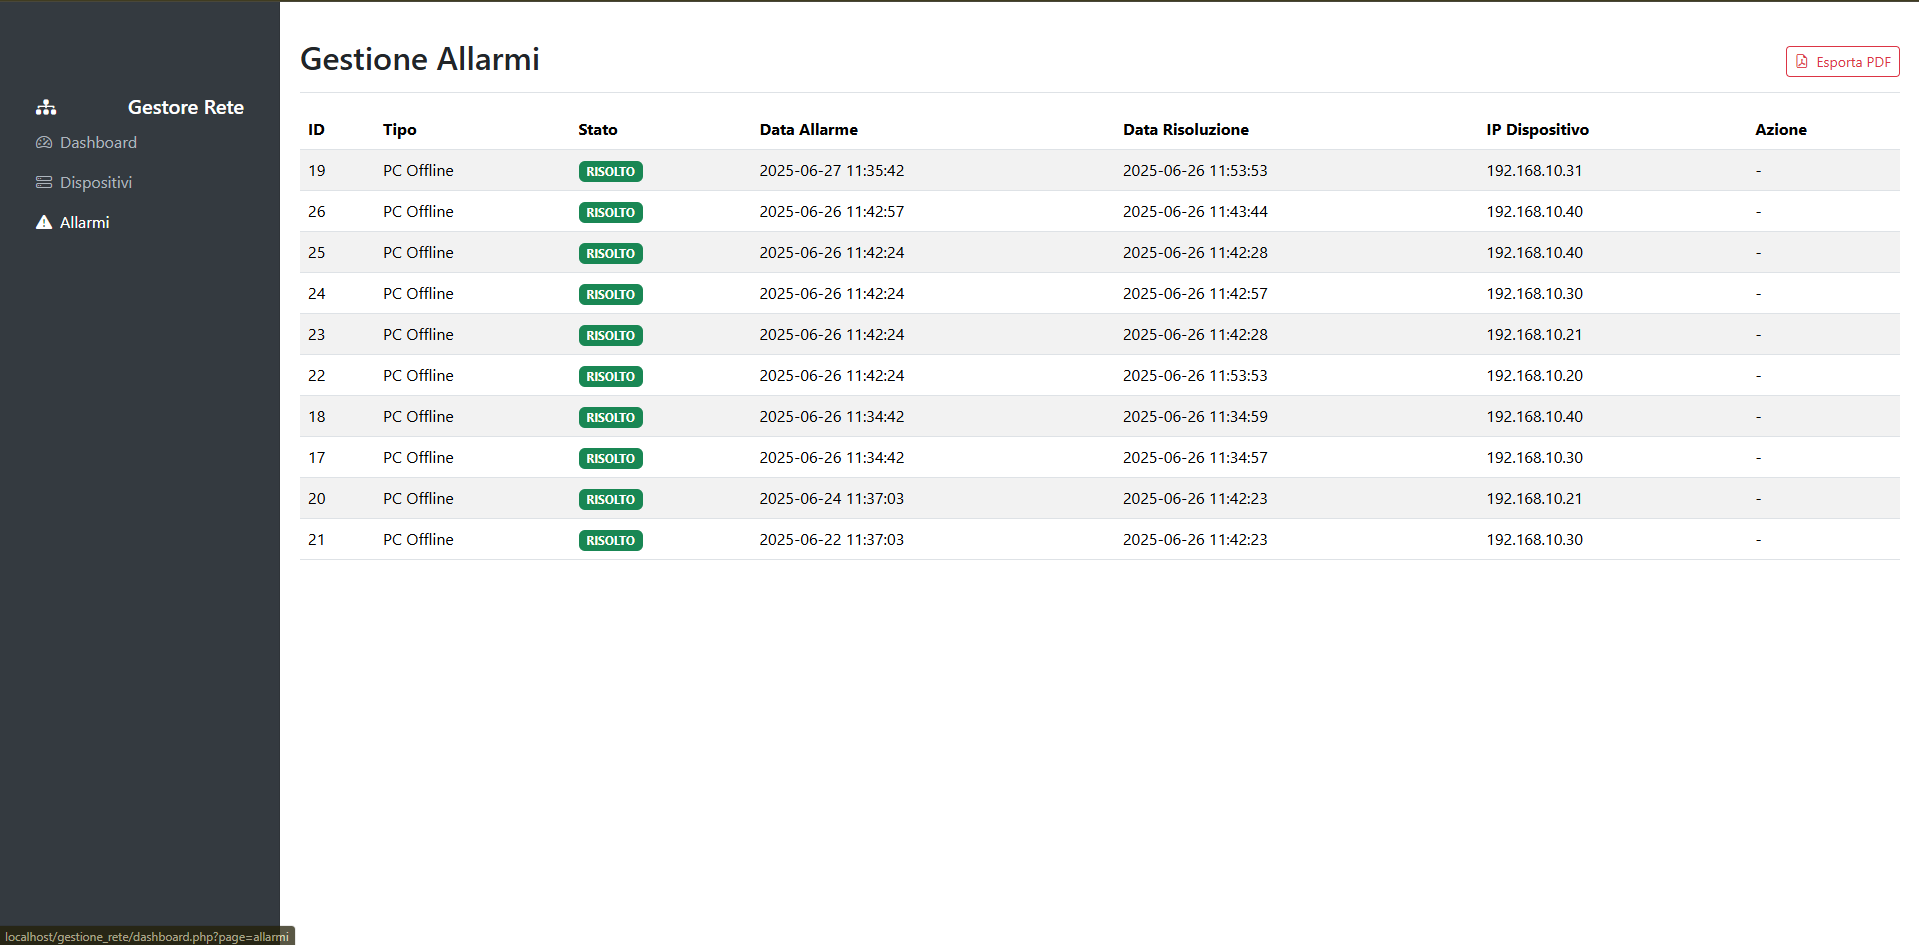 Gestore Rete
Dashboard
Dispositivi
Allarmi
Gestione Allarmi
Esporta PDF
ID Tipo Stato Data Allarme Data Risoluzione IP Dispositivo Azione
19 PC Offline RISOLTO 2025-06-27 11:35:42 2025-06-26 11:53:53 192.168.10.31 -
26 PC Offline RISOLTO 2025-06-26 11:42:57 2025-06-26 11:43:44 192.168.10.40 -
25 PC Offline RISOLTO 2025-06-26 11:42:24 2025-06-26 11:42:28 192.168.10.40 -
24 PC Offline RISOLTO 2025-06-26 11:42:24 2025-06-26 11:42:57 192.168.10.30 -
23 PC Offline RISOLTO 2025-06-26 11:42:24 2025-06-26 11:42:28 192.168.10.21 -
22 PC Offline RISOLTO 2025-06-26 11:42:24 2025-06-26 11:53:53 192.168.10.20 -
18 PC Offline RISOLTO 2025-06-26 11:34:42 2025-06-26 11:34:59 192.168.10.40 -
17 PC Offline RISOLTO 2025-06-26 11:34:42 2025-06-26 11:34:57 192.168.10.30 -
20 PC Offline RISOLTO 2025-06-24 11:37:03 2025-06-26 11:42:23 192.168.10.21 -
21 PC Offline RISOLTO 2025-06-22 11:37:03 2025-06-26 11:42:23 192.168.10.30 -
localhost/gestione_rete/dashboard.php?page=allarmi